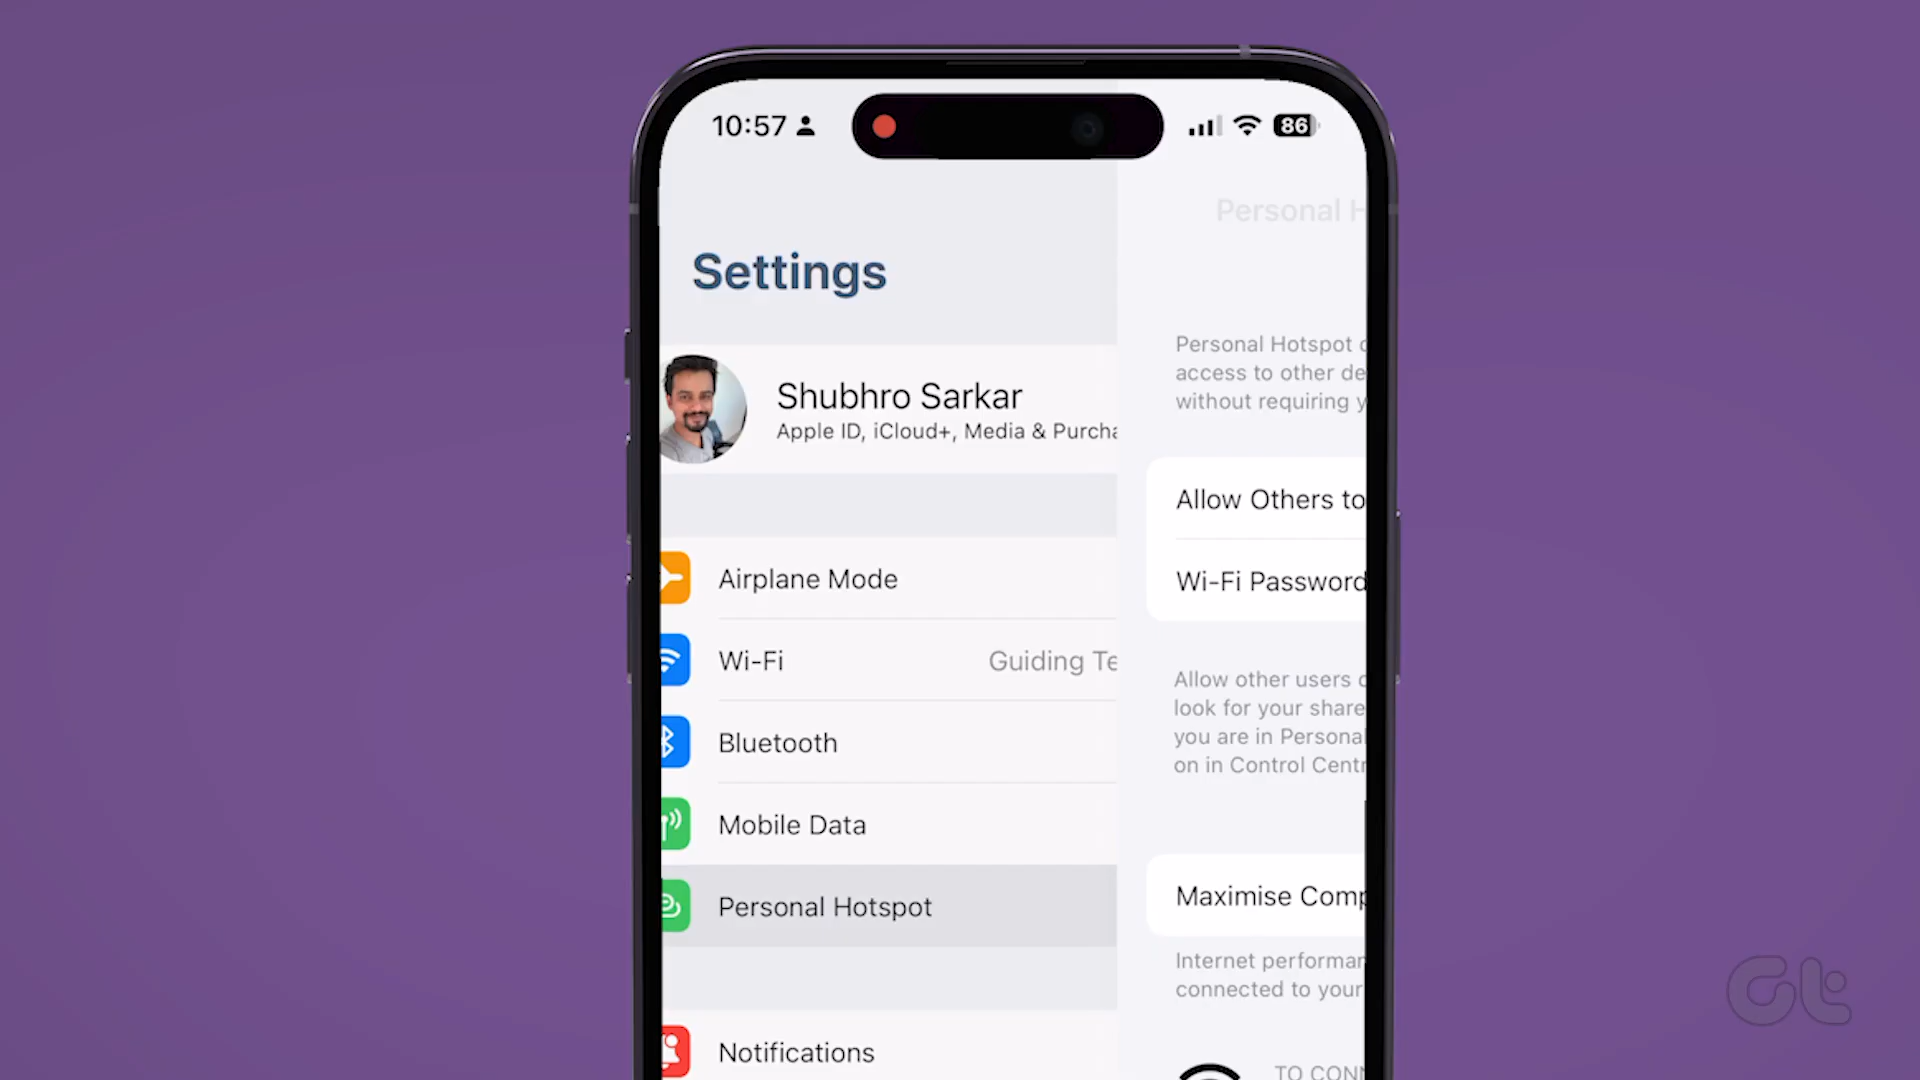 10:57
86
Settings
Shubhro Sarkar
Apple ID, iCloud+, Media & Purcha
Airplane Mode
Wi-Fi
Guiding Te
Bluetooth
Mobile Data
Personal Hotspot
Notifications
Personal H
Personal Hotspot
access to other de
without requiring y
Allow Others to
Wi-Fi Password
Allow other users
look for your share
you are in Personal
on in Control Centr
Maximise Comp
Internet performan
connected to your
TO CONN
Gt